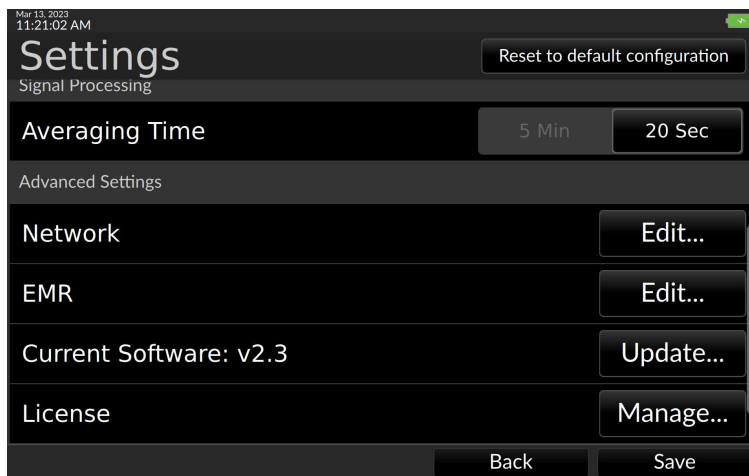 Mar 13, 2023
11:21:02 AM
Settings
Reset to default configuration
Signal Processing
Averaging Time
5 Min
20 Sec
Advanced Settings
Network
Edit...
EMR
Edit...
Current Software: v2.3
Update...
License
Manage...
Back
Save